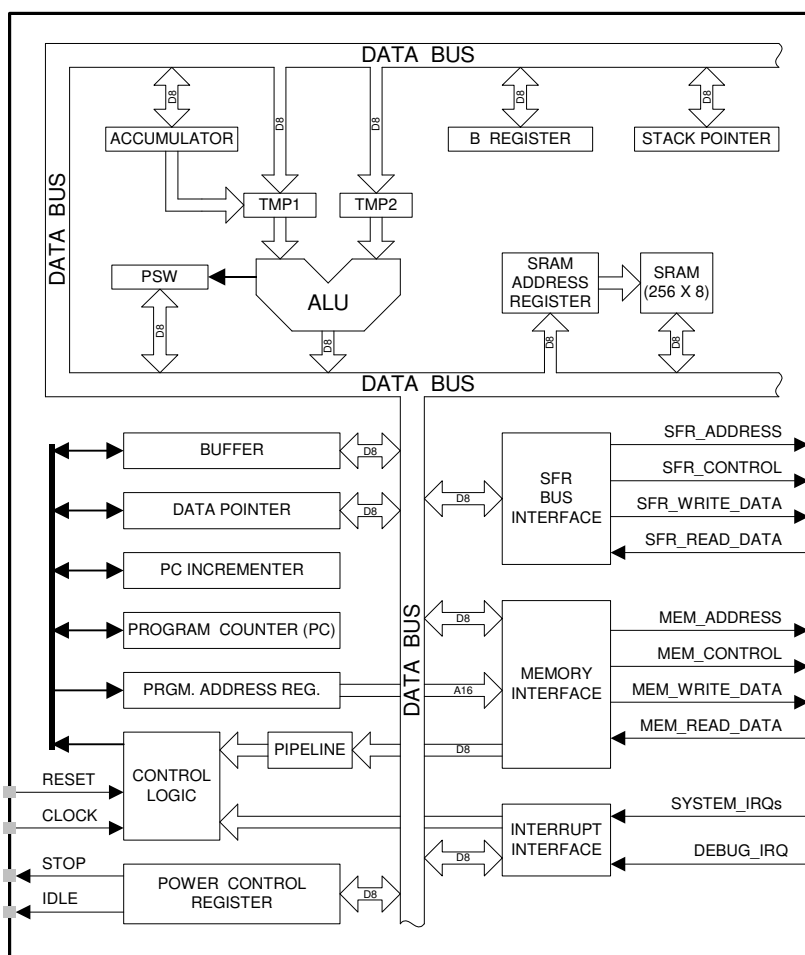 DATA BUS
D8
D8
D8
D8
D8
ACCUMULATOR
B REGISTER
STACK POINTER
DATA BUS
TMP1
TMP2
PSW
ALU
SRAM
ADDRESS
REGISTER
SRAM
(256 X 8)
D8
D8
D8
D8
DATA BUS
BUFFER
D8
DATA POINTER
D8
PC INCREMENTER
PROGRAM COUNTER (PC)
PRGM. ADDRESS REG.
A16
DATA BUS
D8
SFR
BUS
INTERFACE
SFR_ADDRESS
SFR_CONTROL
SFR_WRITE_DATA
SFR_READ_DATA
D8
MEMORY
INTERFACE
MEM_ADDRESS
MEM_CONTROL
MEM_WRITE_DATA
MEM_READ_DATA
CONTROL
LOGIC
PIPELINE
D8
RESET
CLOCK
INTERRUPT
INTERFACE
D8
SYSTEM_IRQs
DEBUG_IRQ
STOP
IDLE
POWER CONTROL
REGISTER
D8